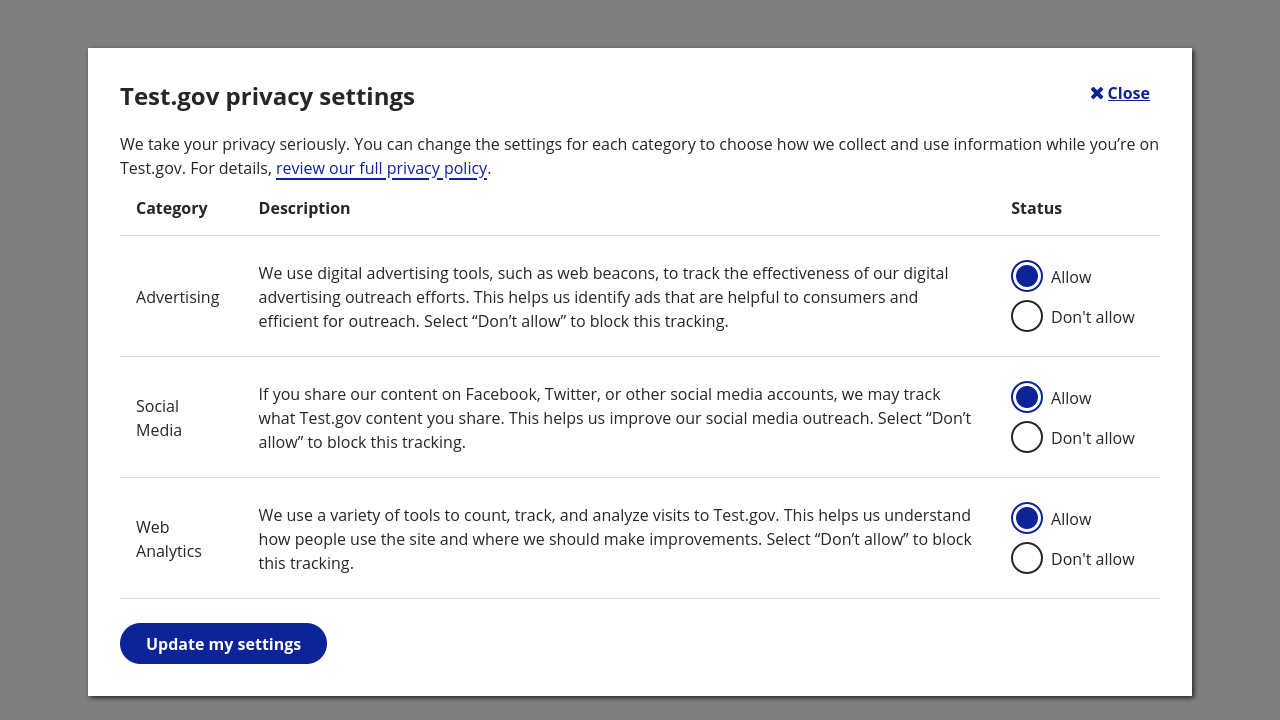 Test.gov privacy settings
✖ Close
We take your privacy seriously. You can change the settings for each category to choose how we collect and use information while you’re on
Test.gov. For details, review our full privacy policy.
Category Description Status
Advertising
We use digital advertising tools, such as web beacons, to track the effectiveness of our digital
advertising outreach efforts. This helps us identify ads that are helpful to consumers and
efficient for outreach. Select “Don’t allow” to block this tracking.
Allow
Don't allow
Social
Media
If you share our content on Facebook, Twitter, or other social media accounts, we may track
what Test.gov content you share. This helps us improve our social media outreach. Select “Don’t
allow” to block this tracking.
Allow
Don't allow
Web
Analytics
We use a variety of tools to count, track, and analyze visits to Test.gov. This helps us understand
how people use the site and where we should make improvements. Select “Don’t allow” to block
this tracking.
Allow
Don't allow
Update my settings